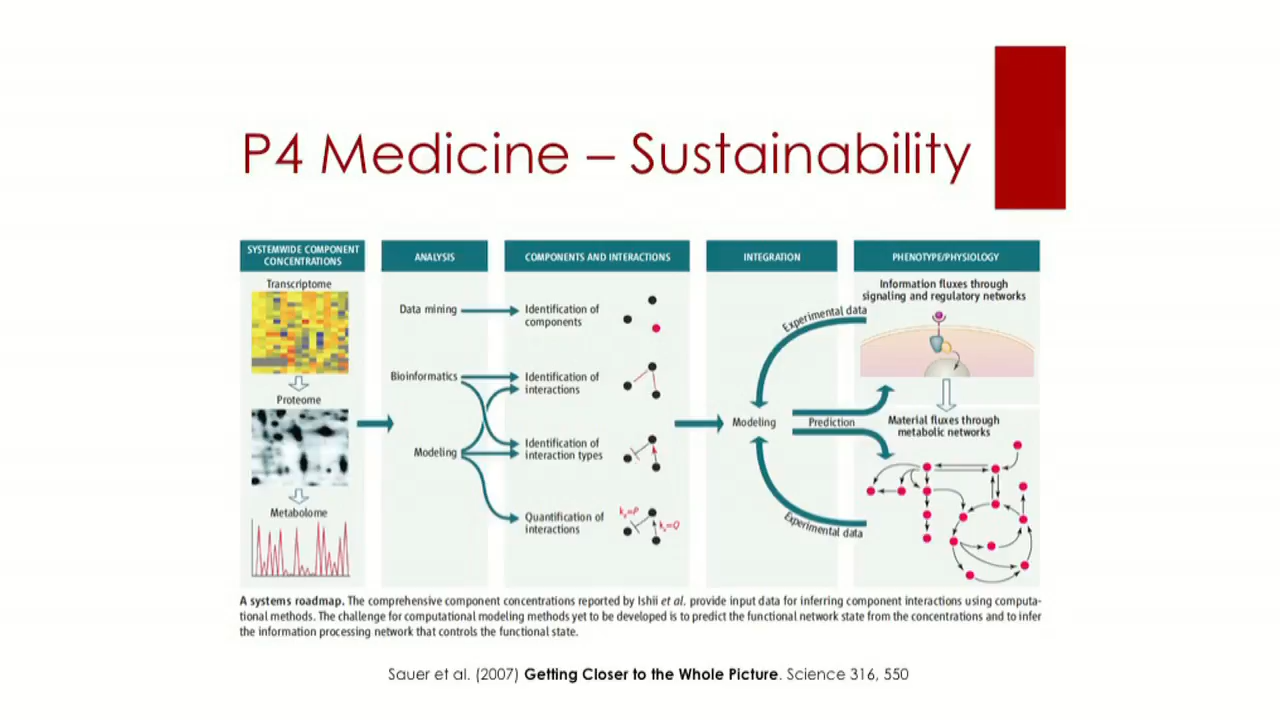 P4 Medicine – Sustainability
SYSTEMWIDE COMPONENT
CONCENTRATIONS
Transcriptome
Proteome
Metabolome
ANALYSIS
Data mining
Bioinformatics
Modeling
COMPONENTS AND INTERACTIONS
Identification of
components
Identification of
interactions
Identification of
interaction types
Quantification of
interactions
INTEGRATION
Experimental data
Modeling
Prediction
Experimental data
PHENOTYPE/PHYSIOLOGY
Information fluxes through
signaling and regulatory networks
Material fluxes through
metabolic networks
A systems roadmap. The comprehensive component concentrations reported by Ishii et al. provide input data for inferring component interactions using computa-
tional methods. The challenge for computational modeling methods yet to be developed is to predict the functional network state from the concentrations and to infer
the information processing network that controls the functional state.
Sauer et al. (2007) Getting Closer to the Whole Picture. Science 316, 550